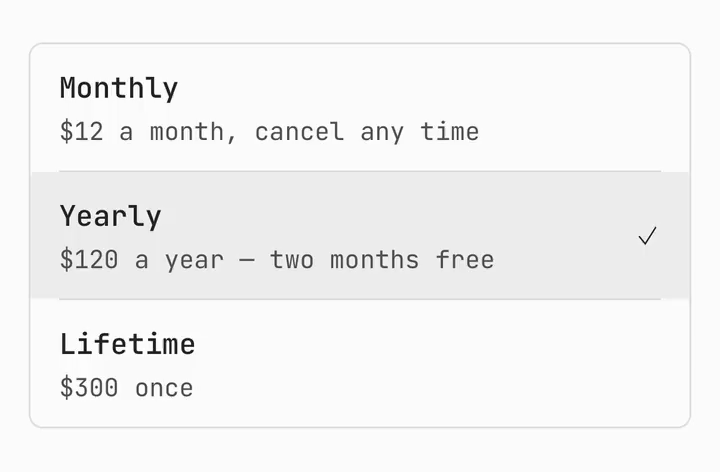 Monthly
$12 a month, cancel any time
Yearly
$120 a year — two months free
Lifetime
$300 once